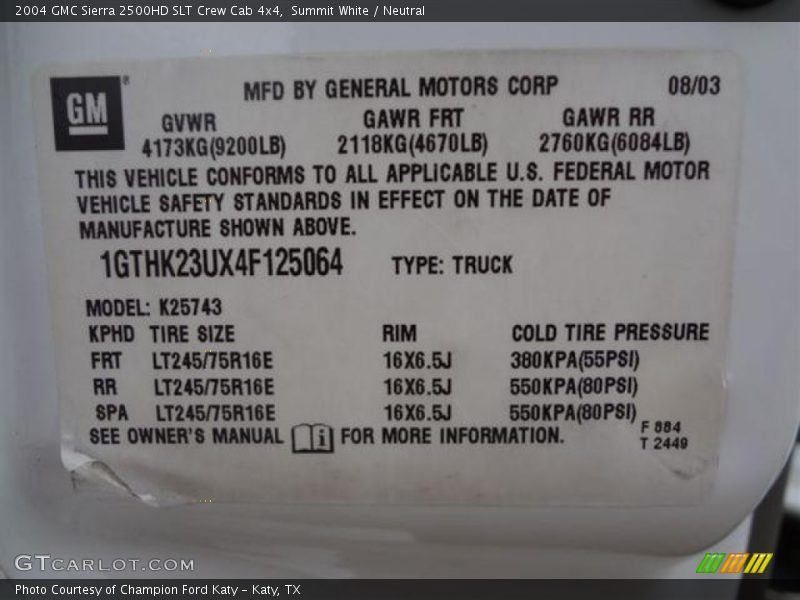 2004 GMC Sierra 2500HD SLT Crew Cab 4x4,  Summit White / Neutral
GM®
MFD BY GENERAL MOTORS CORP 08/03
GVWR GAWR FRT GAWR RR
4173KG(9200LB) 2118KG(4670LB) 2760KG(6084LB)
THIS VEHICLE CONFORMS TO ALL APPLICABLE U.S. FEDERAL MOTOR
VEHICLE SAFETY STANDARDS IN EFFECT ON THE DATE OF
MANUFACTURE SHOWN ABOVE.
1GTHK23UX4F125064 TYPE: TRUCK
MODEL: K25743
KPHD TIRE SIZE RIM COLD TIRE PRESSURE
FRT LT245/75R16E 16X6.5J 380KPA(55PSI)
RR LT245/75R16E 16X6.5J 550KPA(80PSI)
SPA LT245/75R16E 16X6.5J 550KPA(80PSI)
SEE OWNER'S MANUAL i FOR MORE INFORMATION.
F 884
T 2449
GTCARLOT.COM
Photo Courtesy of Champion Ford Katy - Katy, TX